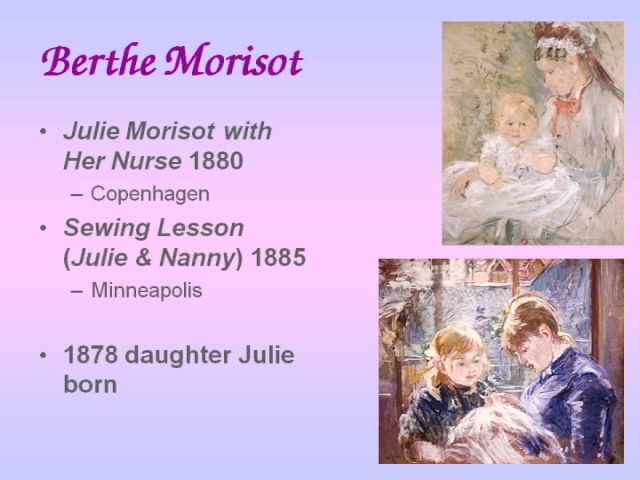 Berthe Morisot
• Julie Morisot with
Her Nurse 1880
– Copenhagen
• Sewing Lesson
(Julie & Nanny) 1885
– Minneapolis
• 1878 daughter Julie
born